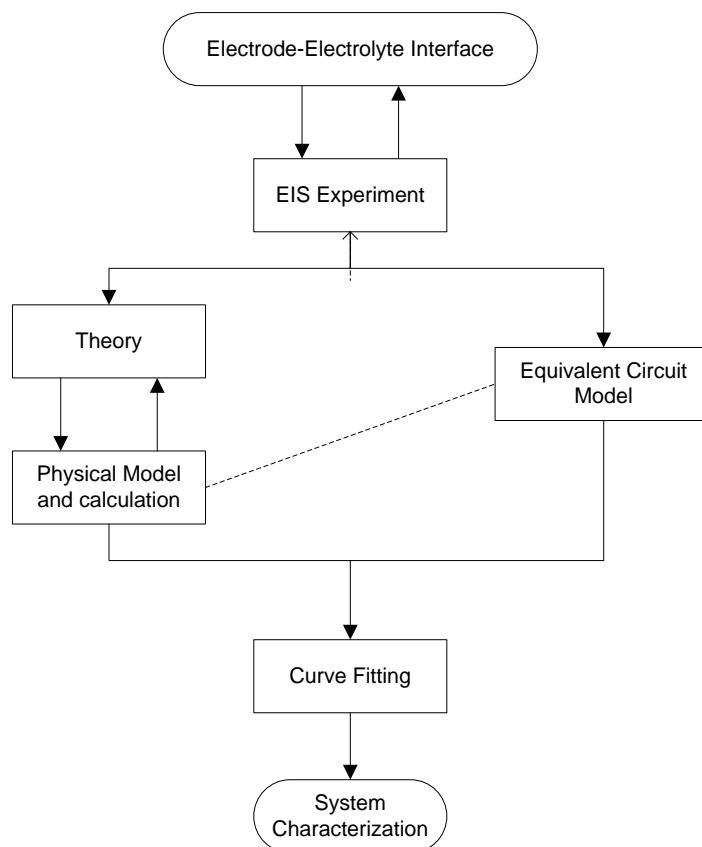 Electrode-Electrolyte Interface
EIS Experiment
Theory
Equivalent Circuit
Model
Physical Model
and calculation
Curve Fitting
System
Characterization